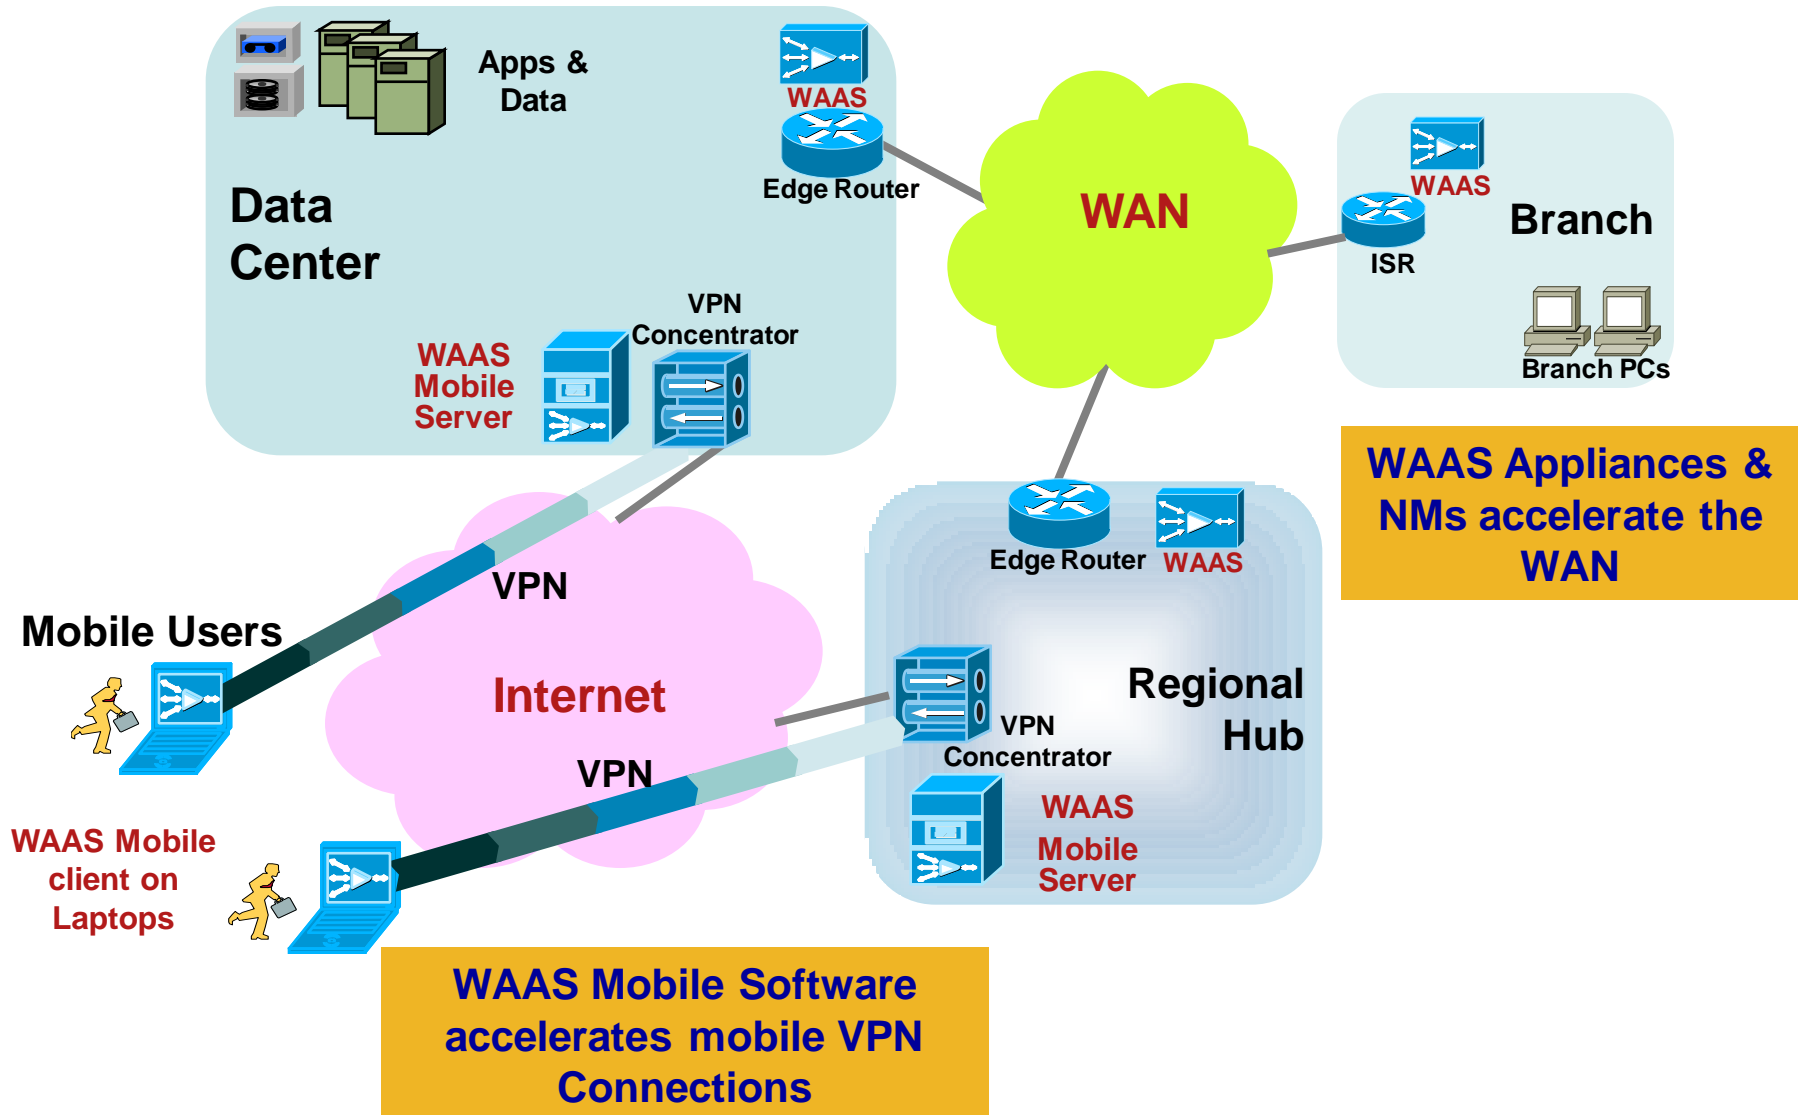 Apps &
Data
WAAS
Edge Router
Data
Center
VPN
Concentrator
WAAS
Mobile
Server
WAN
WAAS
ISR
Branch
Branch PCs
WAAS Appliances &
NMs accelerate the
WAN
Edge Router
WAAS
VPN
Mobile Users
Internet
VPN
Regional
Hub
VPN
Concentrator
WAAS
Mobile
Server
WAAS Mobile
client on
Laptops
WAAS Mobile Software
accelerates mobile VPN
Connections